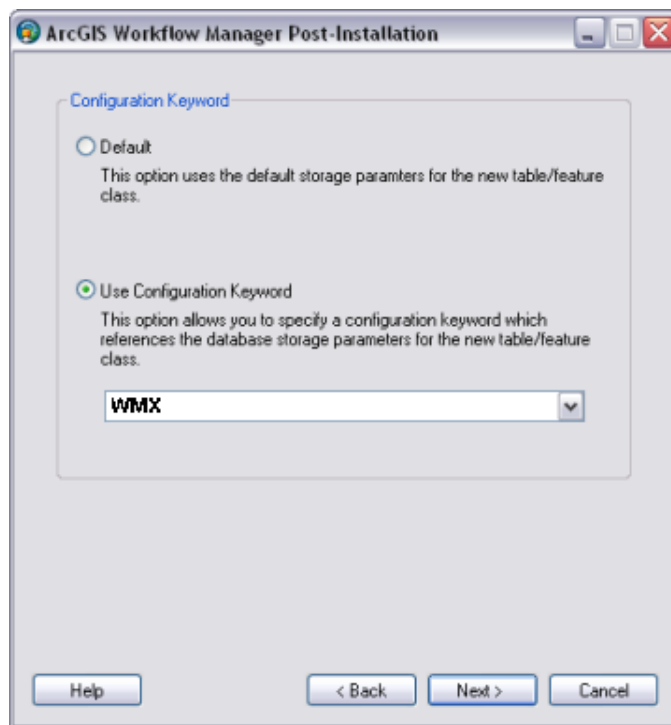 ArcGIS Workflow Manager Post-Installation
Configuration Keyword
Default
This option uses the default storage paramters for the new table/feature
class.
Use Configuration Keyword
This option allows you to specify a configuration keyword which
references the database storage parameters for the new table/feature
class.
WMX
Help
< Back
Next >
Cancel